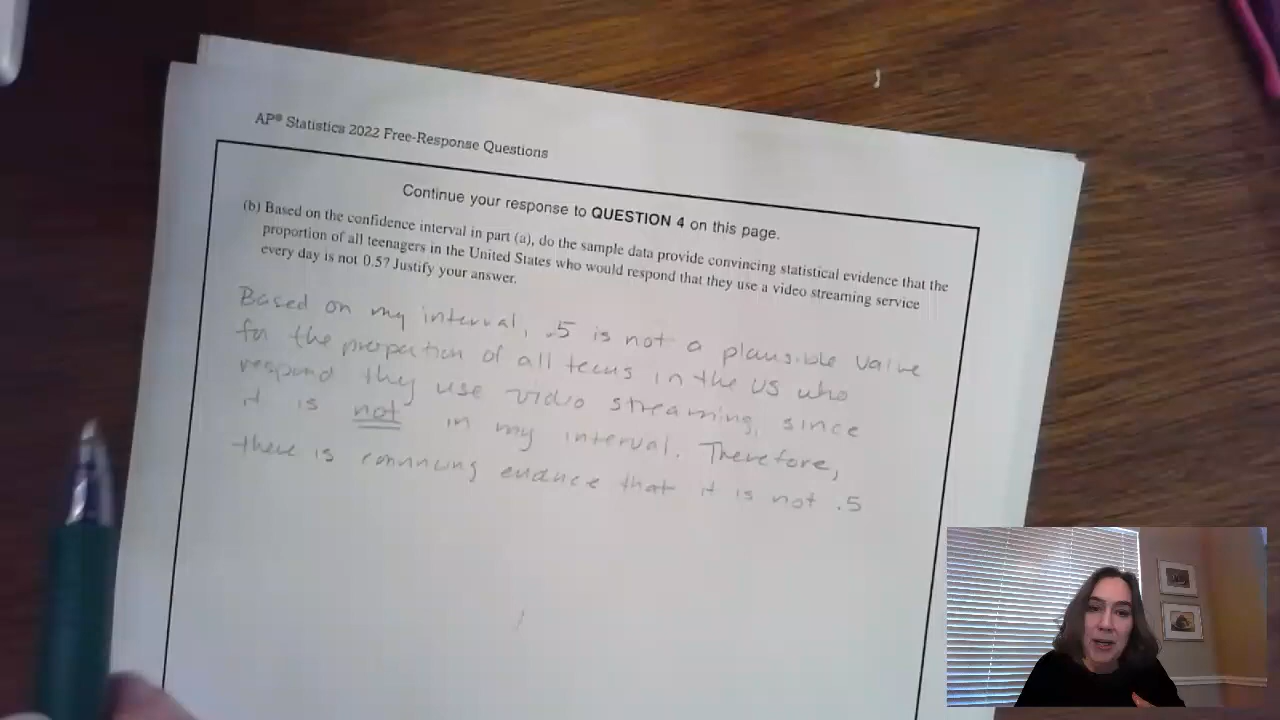 AP® Statistics 2022 Free-Response Questions
Continue your response to QUESTION 4 on this page.
(b) Based on the confidence interval in part (a), do the sample data provide convincing statistical evidence that the
proportion of all teenagers in the United States who would respond that they use a video streaming service
every day is not 0.5? Justify your answer.
Based on my interval, .5 is not a plausible value
for the proportion of all teens in the US who
respond they use video streaming, since
it is not in my interval. Therefore,
there is convincing evidence that it is not .5